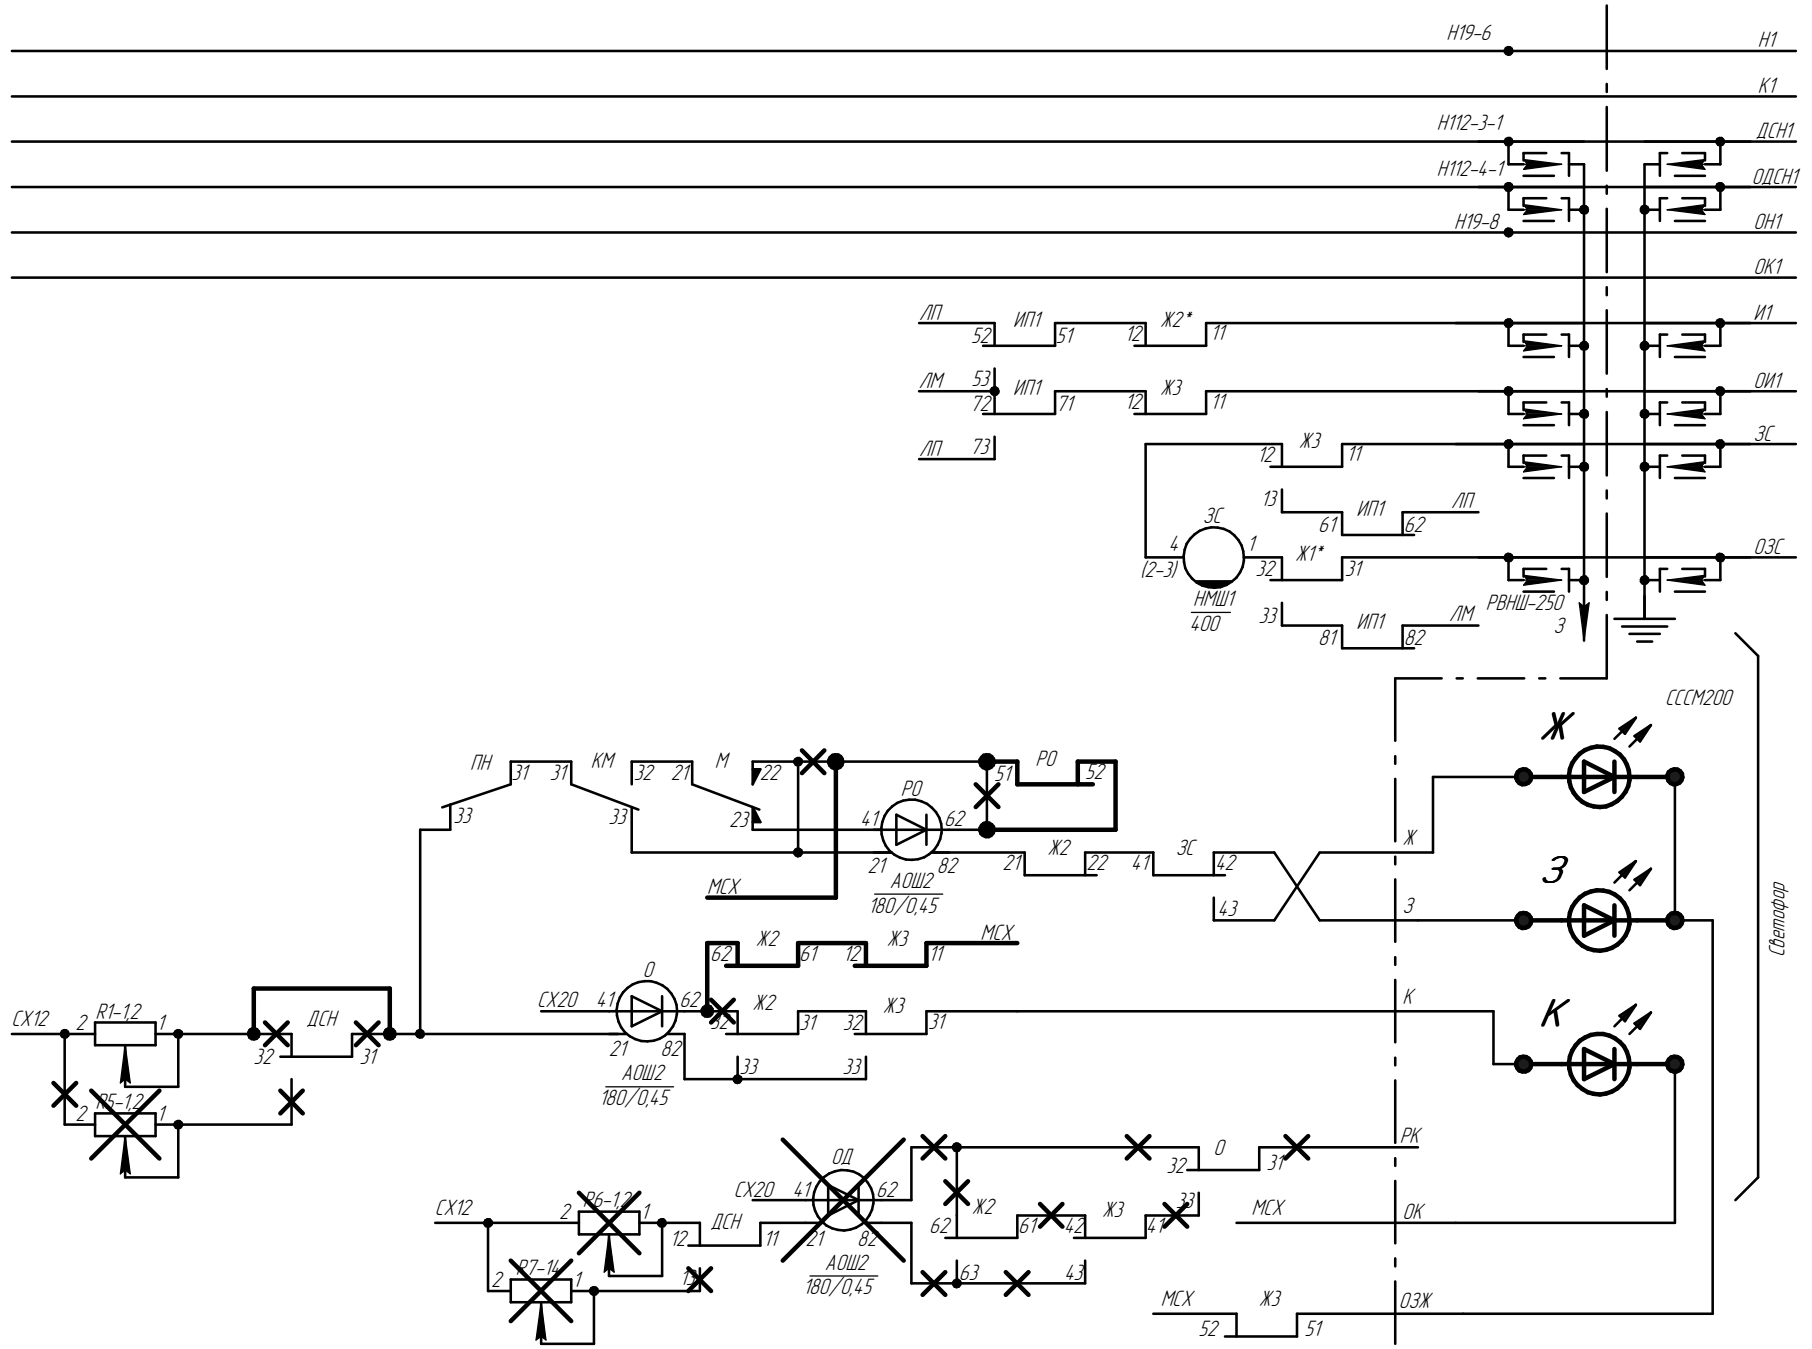 Н19-6 Н1
К1
Н112-3-1 ДСН1
Н112-4-1 ОДСН1
Н19-8 ОН1
ОК1
ЛП 52 ИП1 51 12 Ж2* 11 И1
ЛМ 53 72 ИП1 71 12 Ж3 11 ОИ1
ЛП 73 12 Ж3 11 ЗС
13 61 ИП1 62 ЛП
ЗС
4 1 Ж1* ОЗС
(2-3) 32 31
НМШ1 33 ЛМ РВНШ-250
400 81 ИП1 82 З
СССМ200
Ж
ПН 31 31 КМ 32 21 М 22 51 РО 52
33 33 23 41 РО 62
21 82 21 Ж2 22 41 ЗС 42 Ж
МСХ АОШ2 43 З З
180/0,45
Светофор
62 Ж2 61 12 Ж3 11 МСХ
О
СХ20 41 62 Ж2 Ж3 К К
СХ12 2 R1-1,2 1 ДСН 32 31 32 31
32 31 21 82 33 33
2 R5-1,2 1 АОШ2
180/0,45
ОД 32 О 31 РК
СХ20 41 62 33
СХ12 2 R6-1,2 1 12 ДСН 11 21 82 62 Ж2 61 42 Ж3 41 МСХ ОК
2 R7-14 1 13 АОШ2 63 43
180/0,45
МСХ 52 Ж3 51 ОЗЖ